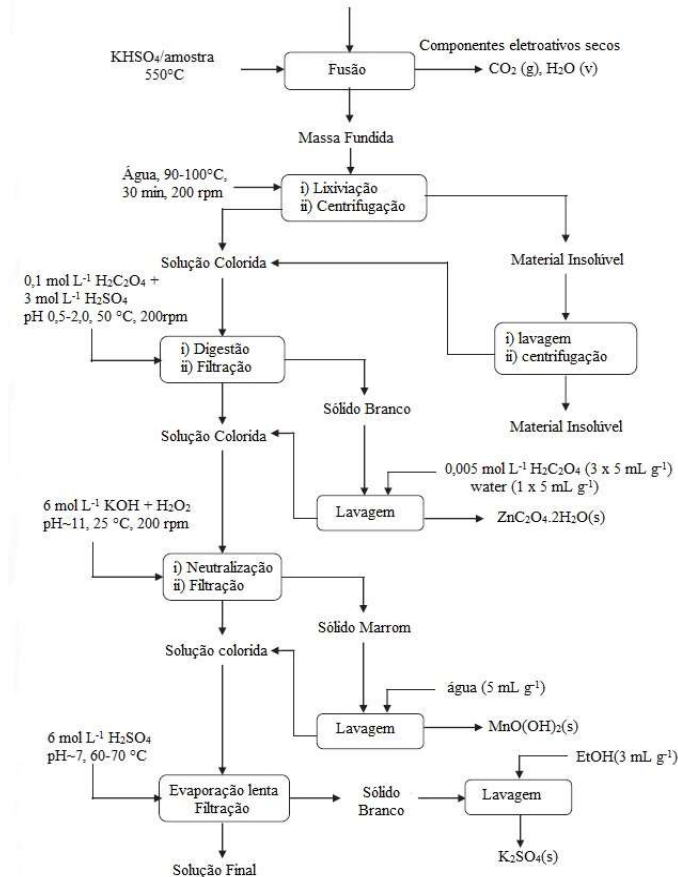 Componentes eletroativos secos
KHSO₄/amostra
550°C
Fusão
CO₂ (g), H₂O (v)
Massa Fundida
Água, 90-100°C,
30 min, 200 rpm
i) Lixiviação
ii) Centrifugação
Solução Colorida
Material Insolúvel
0,1 mol L⁻¹ H₂C₂O₄ +
3 mol L⁻¹ H₂SO₄
pH 0,5-2,0, 50 °C, 200rpm
i) lavagem
ii) centrifugação
i) Digestão
ii) Filtração
Sólido Branco
Material Insolúvel
Solução Colorida
0,005 mol L⁻¹ H₂C₂O₄ (3 x 5 mL g⁻¹)
water (1 x 5 mL g⁻¹)
6 mol L⁻¹ KOH + H₂O₂
pH~11, 25 °C, 200 rpm
Lavagem
ZnC₂O₄.2H₂O(s)
i) Neutralização
ii) Filtração
Sólido Marrom
Solução colorida
água (5 mL g⁻¹)
Lavagem
MnO(OH)₂(s)
6 mol L⁻¹ H₂SO₄
pH~7, 60-70 °C
EtOH(3 mL g⁻¹)
Evaporação lenta
Filtração
Sólido
Branco
Lavagem
Solução Final
K₂SO₄(s)